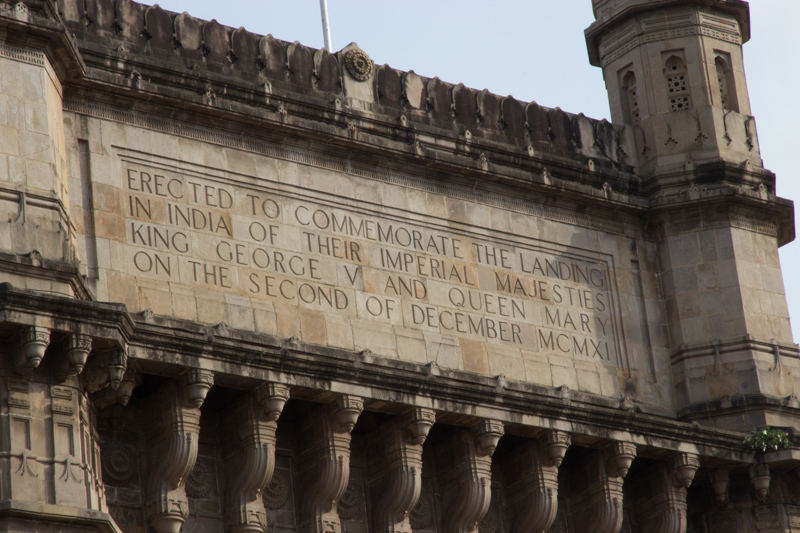 ERECTED TO COMMEMORATE THE LANDING
IN INDIA OF THEIR IMPERIAL MAJESTIES
KING GEORGE V AND QUEEN MARY
ON THE SECOND OF DECEMBER MCMXI